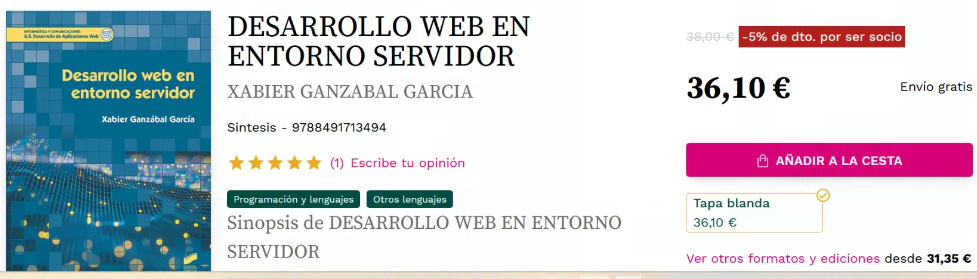 INFORMÁTICA Y COMUNICACIONES
G.S. Desarrollo de Aplicaciones Web
Desarrollo web en
entorno servidor
Xabier Ganzábal García
DESARROLLO WEB EN
ENTORNO SERVIDOR
XABIER GANZABAL GARCIA
Sintesis - 9788491713494
(1) Escribe tu opinión
Programación y lenguajes
Otros lenguajes
Sinopsis de DESARROLLO WEB EN ENTORNO
SERVIDOR
38,00 € -5% de dto. por ser socio
36,10 €
Envío gratis
AÑADIR A LA CESTA
Tapa blanda
36,10 €
Ver otros formatos y ediciones desde 31,35 €